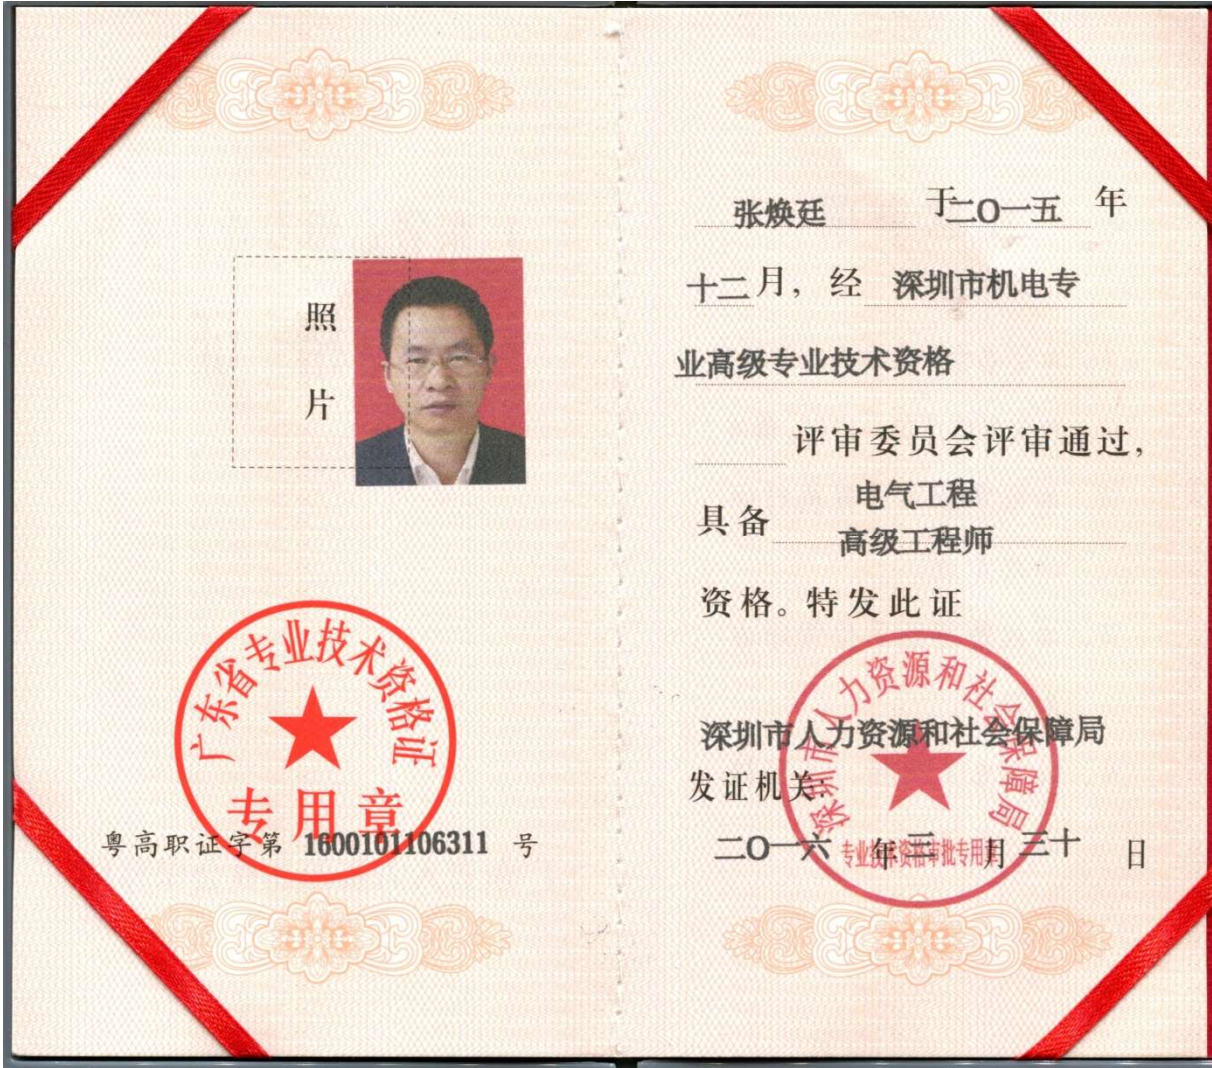 照
片
广东省专业技术资格证
专用章
粤高职证字第 1600101106311 号
张焕廷 于二〇一五 年
十二月，经 深圳市机电专
业高级专业技术资格
评审委员会评审通过，
具备 电气工程
高级工程师
资格。特发此证
深圳市人力资源和社会保障局
深圳市人力资源和社会保障局
发证机关：
专业技术资格审批专用章
二〇一六 年 三 月 三十 日